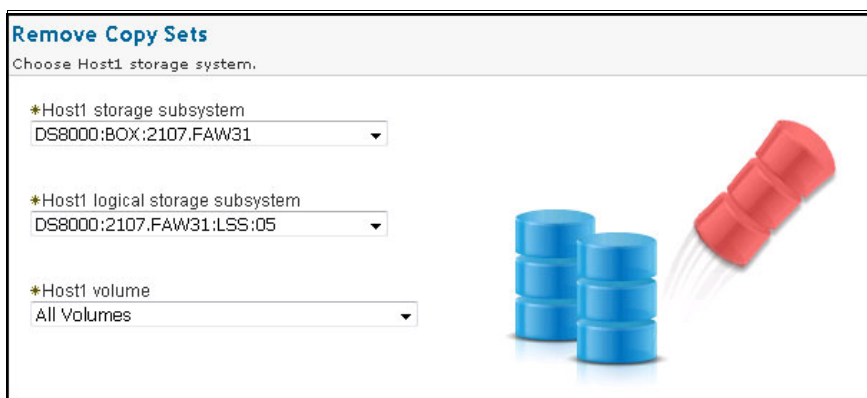 Remove Copy Sets
Choose Host1 storage system.
*Host1 storage subsystem
DS8000:BOX:2107.FAW31
*Host1 logical storage subsystem
DS8000:2107.FAW31:LSS:05
*Host1 volume
All Volumes